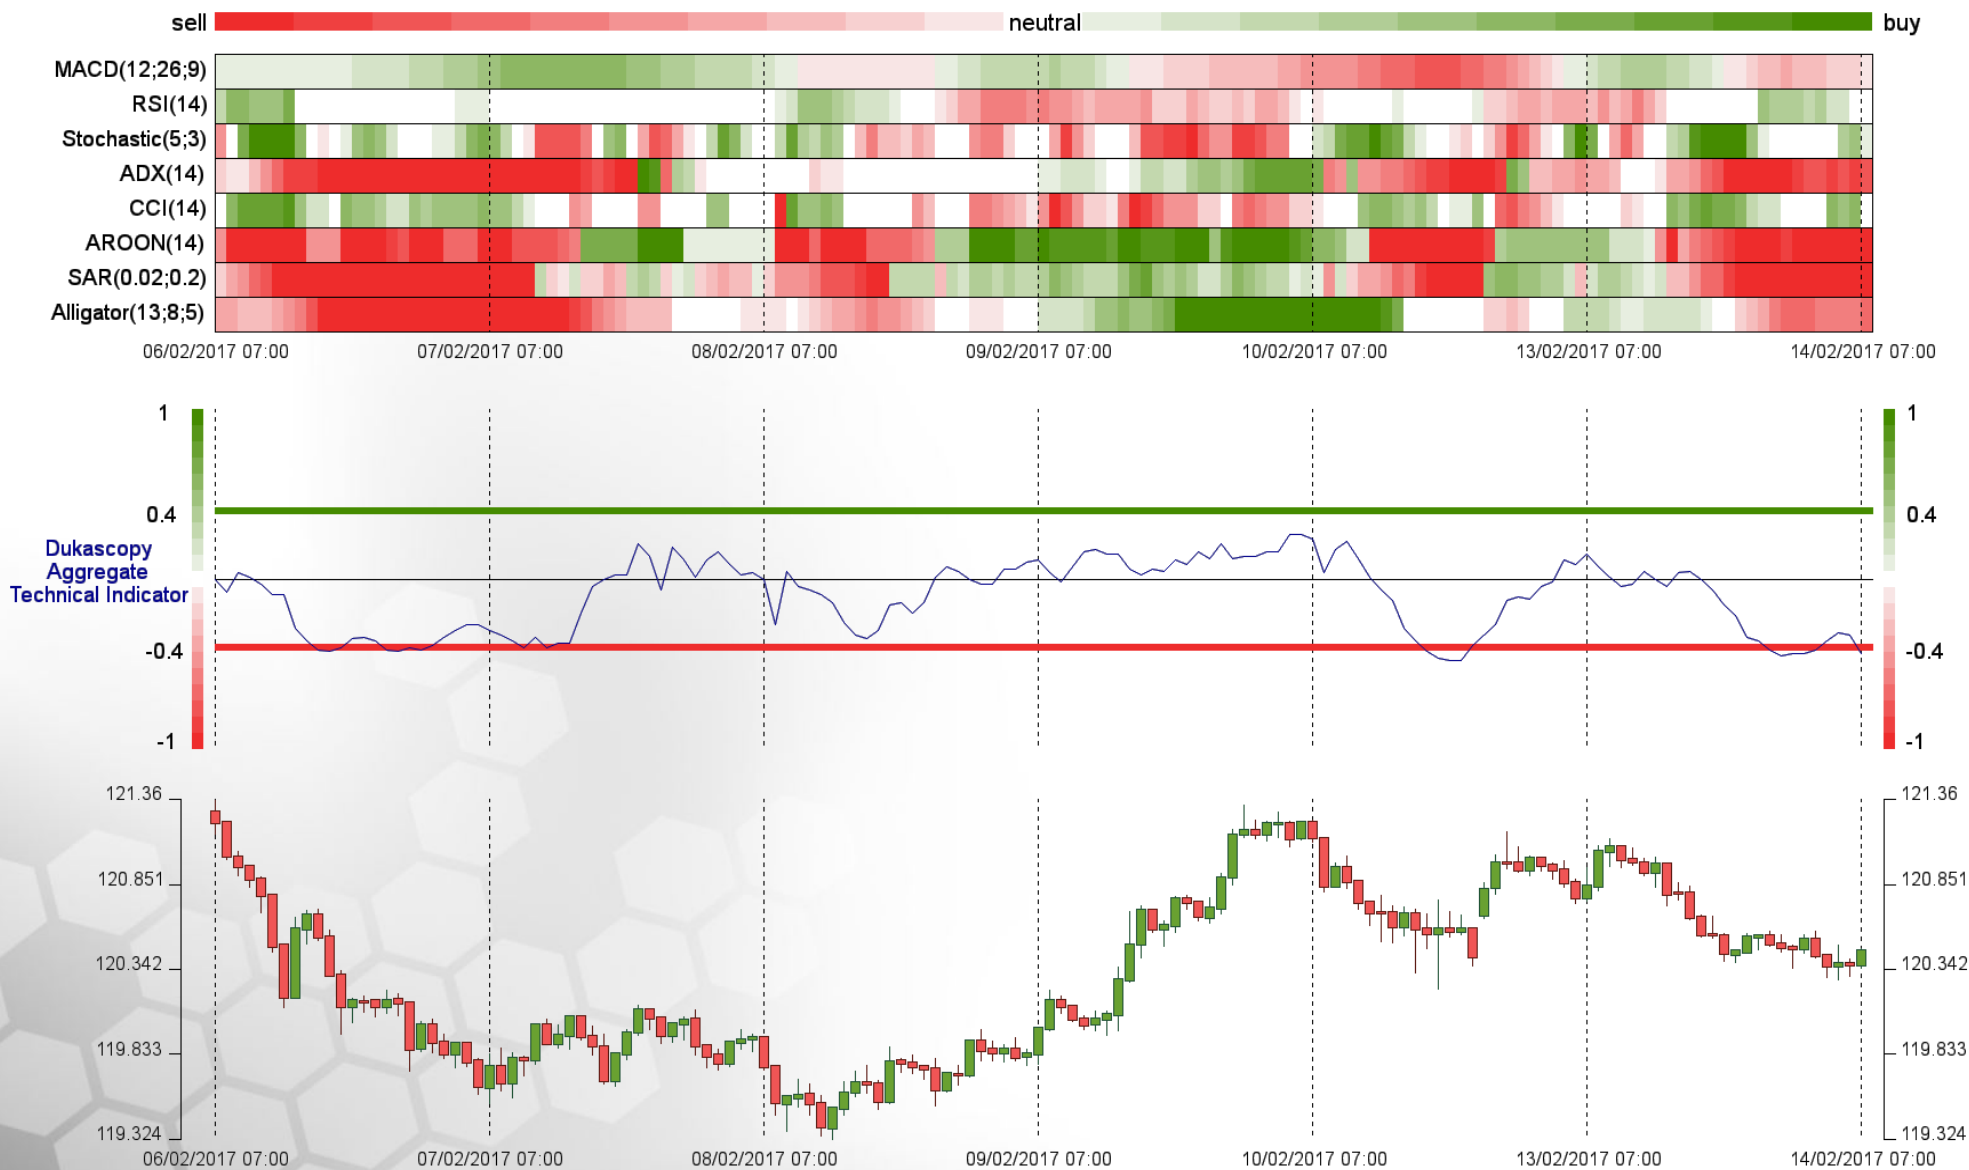 sell neutral buy
MACD(12;26;9)
RSI(14)
Stochastic(5;3)
ADX(14)
CCI(14)
AROON(14)
SAR(0.02;0.2)
Alligator(13;8;5)
06/02/2017 07:00 07/02/2017 07:00 08/02/2017 07:00 09/02/2017 07:00 10/02/2017 07:00 13/02/2017 07:00 14/02/2017 07:00
1 1
0.4 0.4
Dukascopy
Aggregate
Technical Indicator
-0.4 -0.4
-1 -1
121.36 121.36
120.851 120.851
120.342 120.342
119.833 119.833
119.324 119.324
06/02/2017 07:00 07/02/2017 07:00 08/02/2017 07:00 09/02/2017 07:00 10/02/2017 07:00 13/02/2017 07:00 14/02/2017 07:00